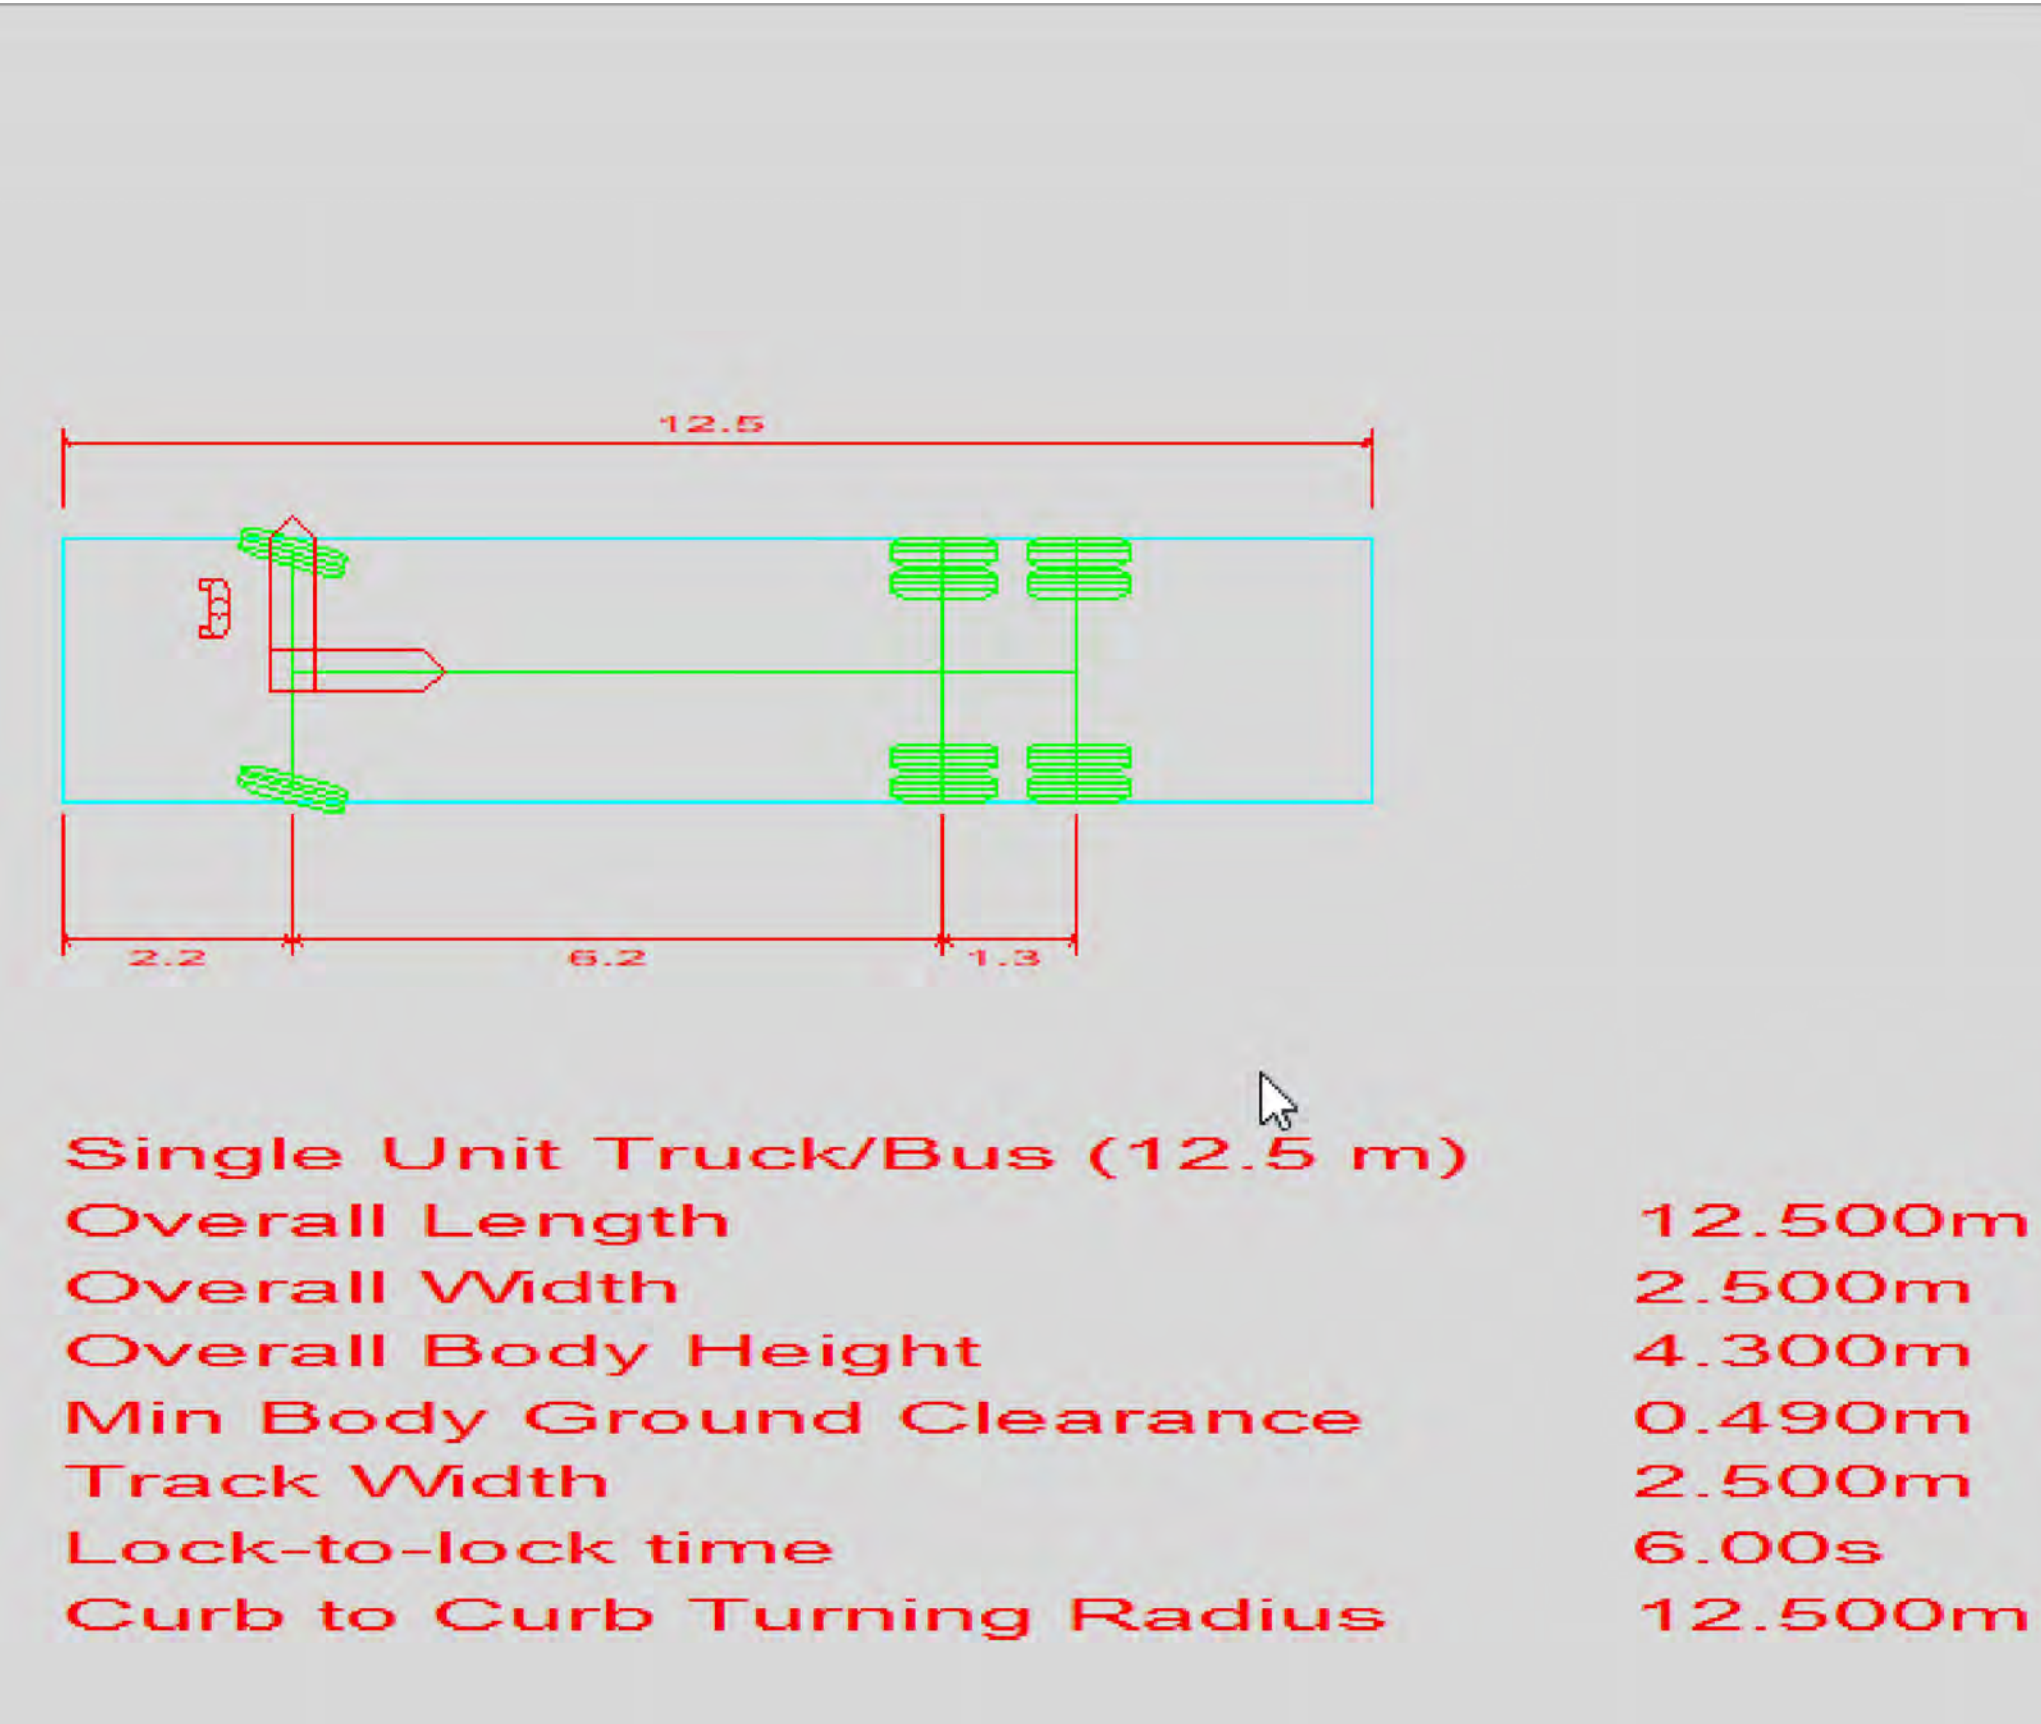 12.5
2.2 6.2 1.3
Single Unit Truck/Bus (12.5 m)
Overall Length 12.500m
Overall Width 2.500m
Overall Body Height 4.300m
Min Body Ground Clearance 0.490m
Track Width 2.500m
Lock-to-lock time 6.00s
Curb to Curb Turning Radius 12.500m